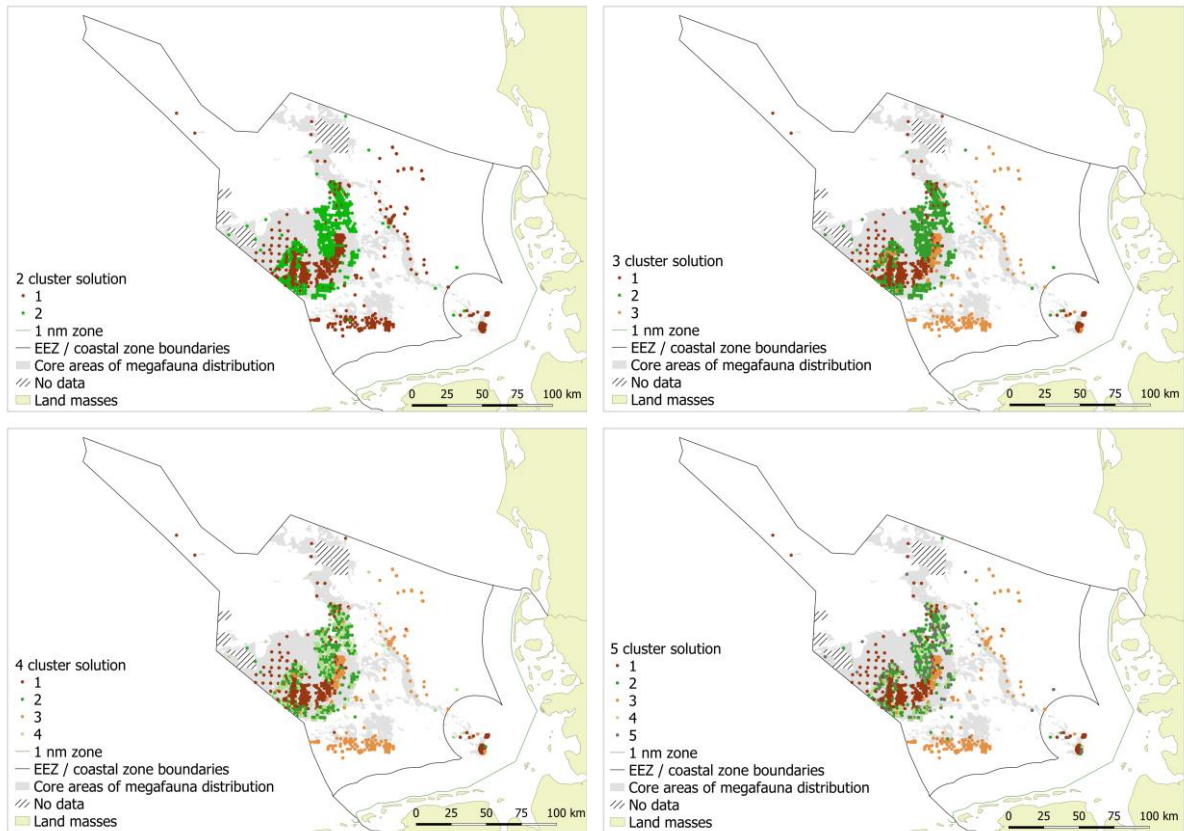 2 cluster solution
1
2
1 nm zone
EEZ / coastal zone boundaries
Core areas of megafauna distribution
No data
Land masses
0 25 50 75 100 km
3 cluster solution
1
2
3
1 nm zone
EEZ / coastal zone boundaries
Core areas of megafauna distribution
No data
Land masses
0 25 50 75 100 km
4 cluster solution
1
2
3
4
1 nm zone
EEZ / coastal zone boundaries
Core areas of megafauna distribution
No data
Land masses
0 25 50 75 100 km
5 cluster solution
1
2
3
4
5
1 nm zone
EEZ / coastal zone boundaries
Core areas of megafauna distribution
No data
Land masses
0 25 50 75 100 km